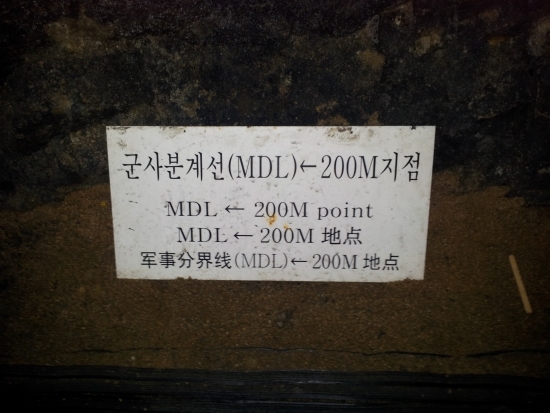 군사분계선(MDL)←200M지점
MDL ← 200M point
MDL ← 200M 地点
军事分界线(MDL)←200M 地点